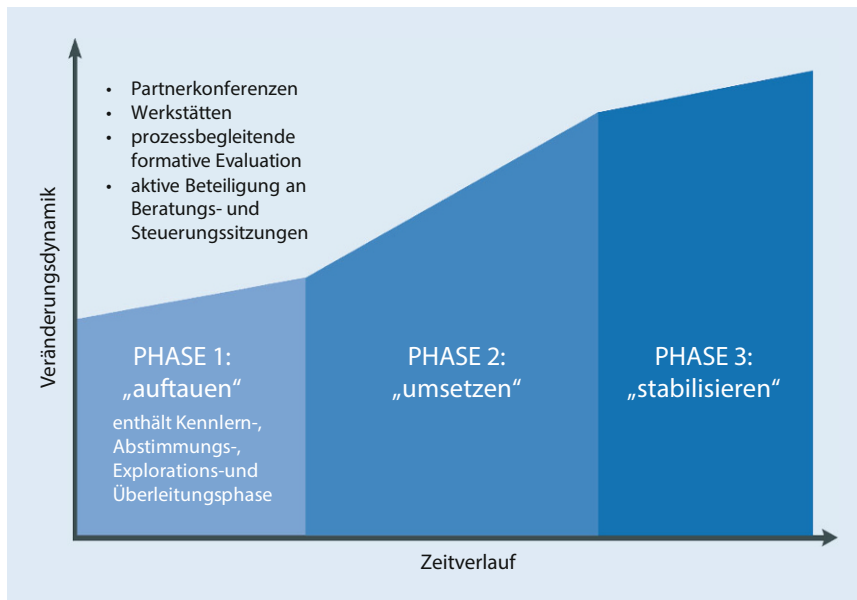 • Partnerkonferenzen
• Werkstätten
• prozessbegleitende
formative Evaluation
• aktive Beteiligung an
Beratungs- und
Steuerungssitzungen
Veränderungsdynamik
PHASE 1:
„auftauen“
enthält Kennlern-,
Abstimmungs-,
Explorations-und
Überleitungsphase
PHASE 2:
„umsetzen“
PHASE 3:
„stabilisieren“
Zeitverlauf